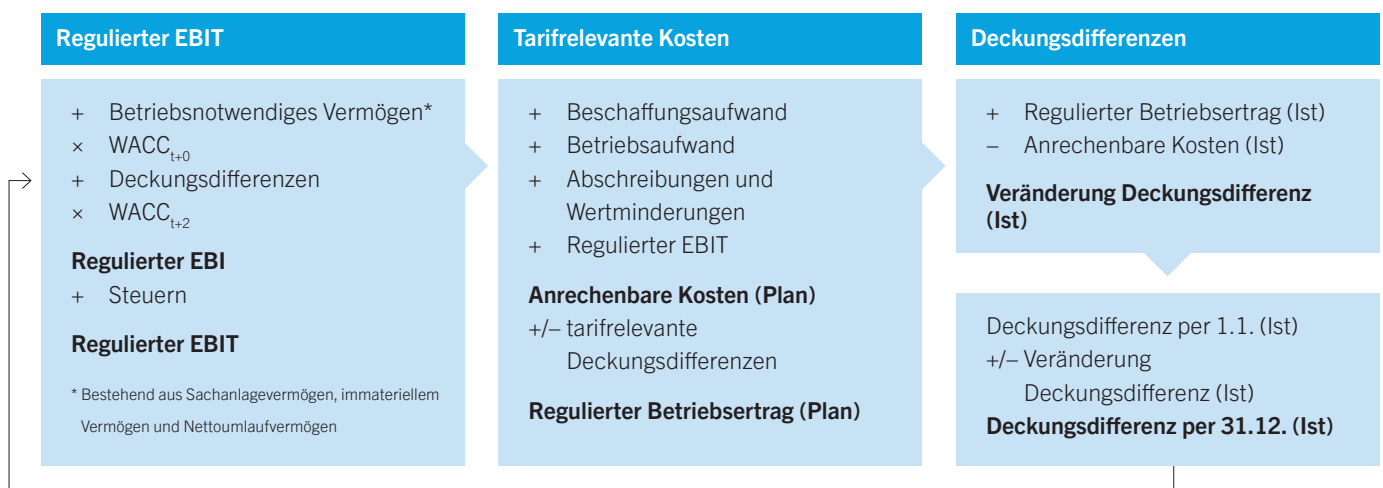 Regulierter EBIT
+ Betriebsnotwendiges Vermögen*
× WACCt+0
+ Deckungsdifferenzen
× WACCt+2
Regulierter EBI
+ Steuern
Regulierter EBIT
* Bestehend aus Sachanlagevermögen, immateriellem
Vermögen und Nettoumlaufvermögen
Tarifrelevante Kosten
+ Beschaffungsaufwand
+ Betriebsaufwand
+ Abschreibungen und
Wertminderungen
+ Regulierter EBIT
Anrechenbare Kosten (Plan)
+/– tarifrelevante
Deckungsdifferenzen
Regulierter Betriebsertrag (Plan)
Deckungsdifferenzen
+ Regulierter Betriebsertrag (Ist)
– Anrechenbare Kosten (Ist)
Veränderung Deckungsdifferenz
(Ist)
Deckungsdifferenz per 1.1. (Ist)
+/– Veränderung
Deckungsdifferenz (Ist)
Deckungsdifferenz per 31.12. (Ist)